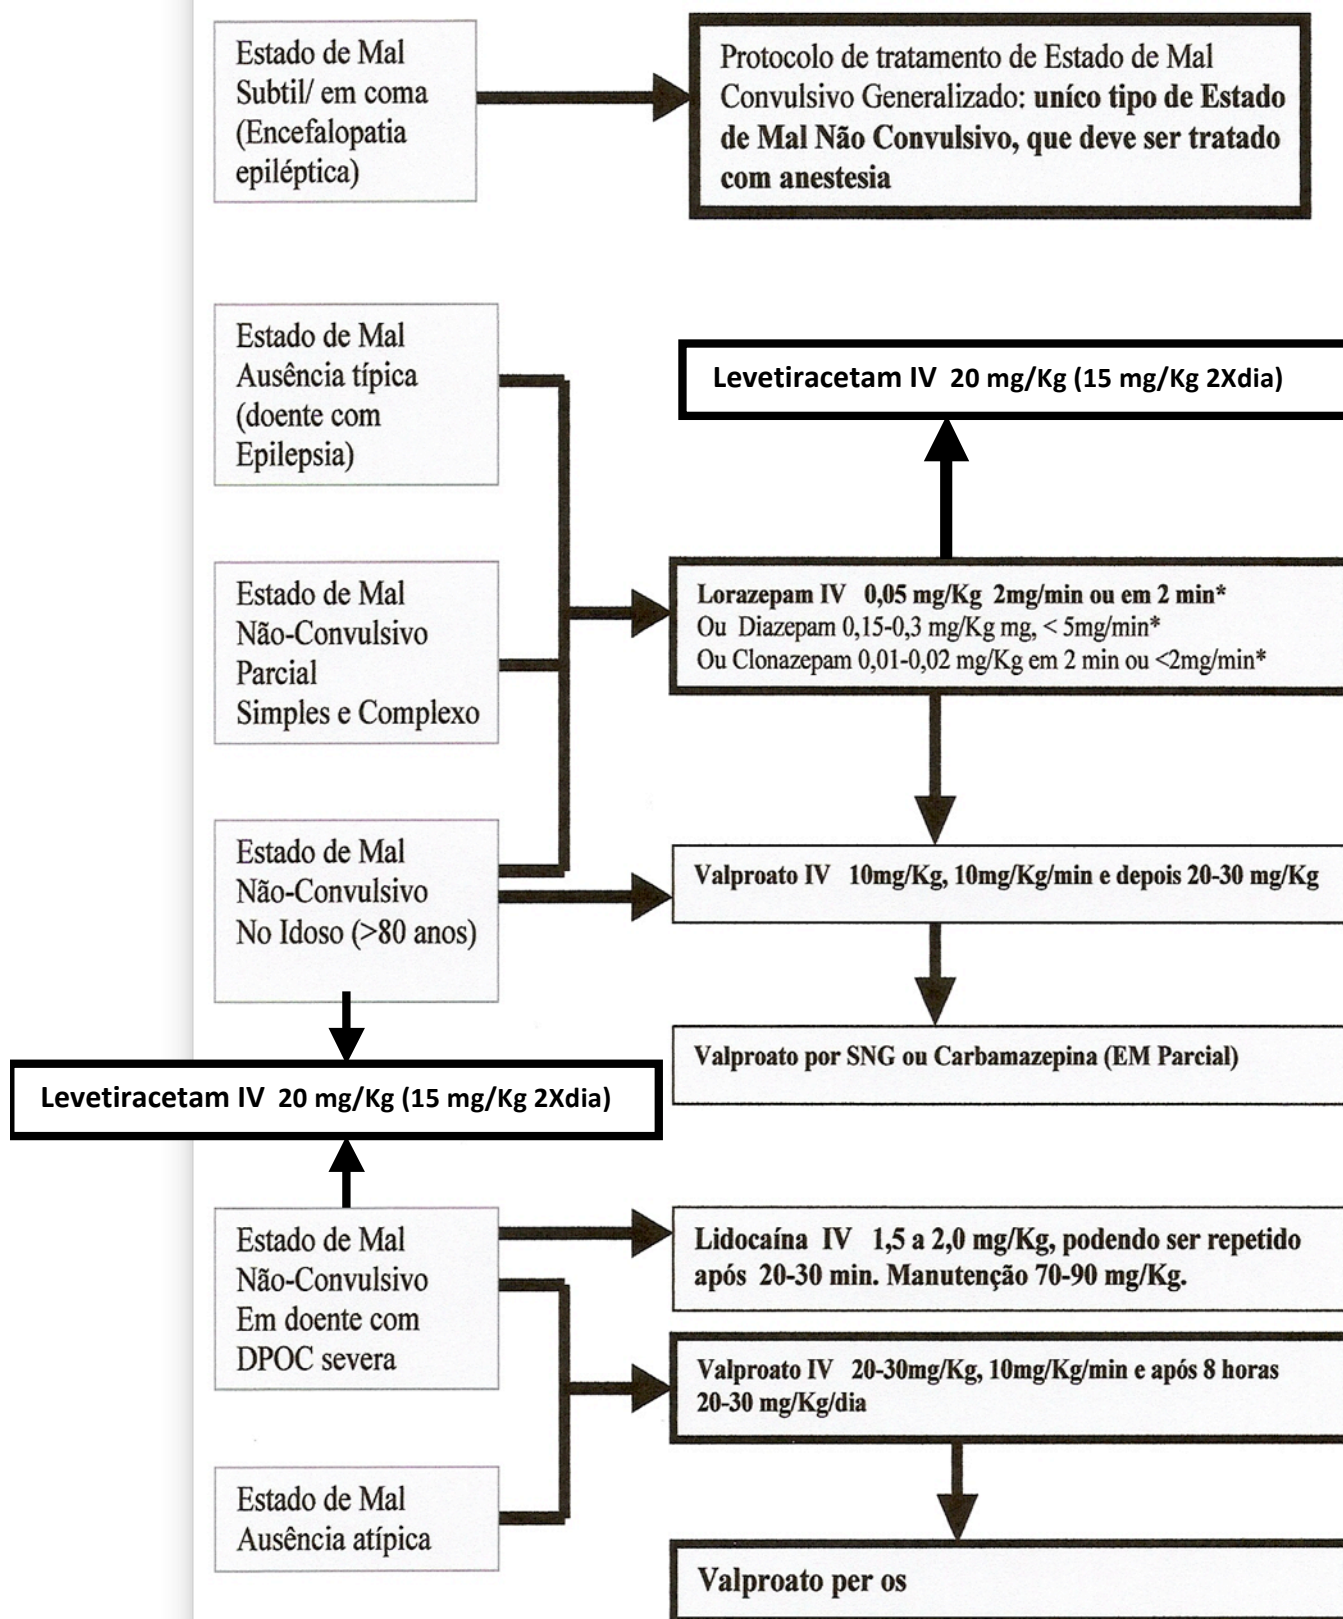 Estado de Mal
Subtil/ em coma
(Encefalopatia
epiléptica)
Protocolo de tratamento de Estado de Mal
Convulsivo Generalizado: uníco tipo de Estado
de Mal Não Convulsivo, que deve ser tratado
com anestesia
Estado de Mal
Ausência típica
(doente com
Epilepsia)
Levetiracetam IV 20 mg/Kg (15 mg/Kg 2Xdia)
Estado de Mal
Não-Convulsivo
Parcial
Simples e Complexo
Lorazepam IV 0,05 mg/Kg 2mg/min ou em 2 min*
Ou Diazepam 0,15-0,3 mg/Kg mg, < 5mg/min*
Ou Clonazepam 0,01-0,02 mg/Kg em 2 min ou <2mg/min*
Estado de Mal
Não-Convulsivo
No Idoso (>80 anos)
Valproato IV 10mg/Kg, 10mg/Kg/min e depois 20-30 mg/Kg
Valproato por SNG ou Carbamazepina (EM Parcial)
Levetiracetam IV 20 mg/Kg (15 mg/Kg 2Xdia)
Estado de Mal
Não-Convulsivo
Em doente com
DPOC severa
Lidocaína IV 1,5 a 2,0 mg/Kg, podendo ser repetido
após 20-30 min. Manutenção 70-90 mg/Kg.
Valproato IV 20-30mg/Kg, 10mg/Kg/min e após 8 horas
20-30 mg/Kg/dia
Estado de Mal
Ausência atípica
Valproato per os